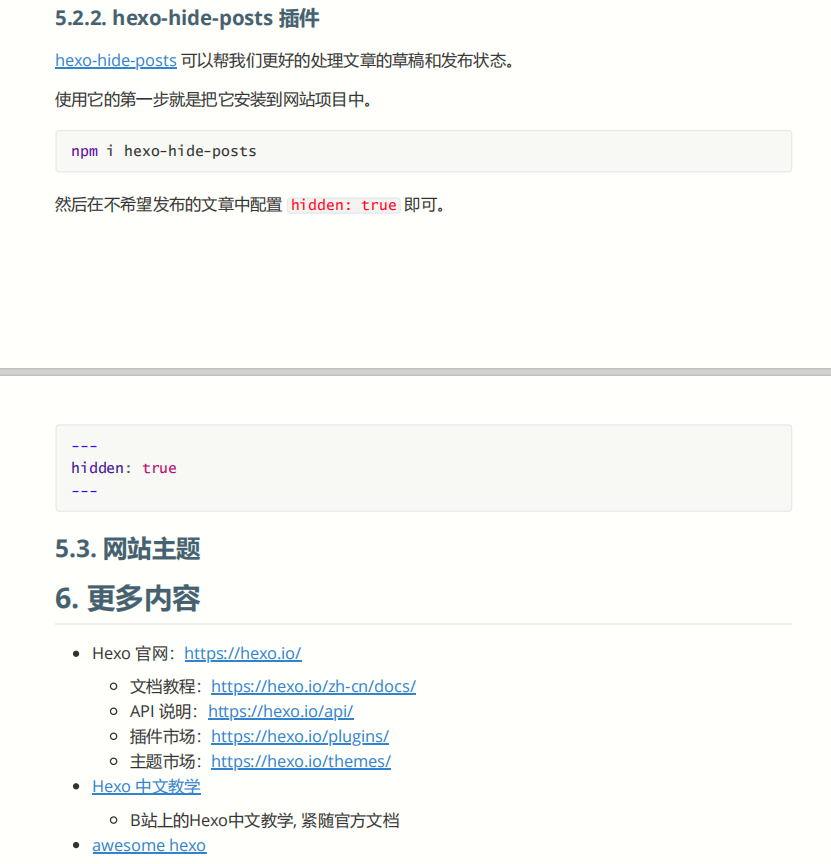 5.2.2. hexo-hide-posts 插件
hexo-hide-posts 可以帮我们更好的处理文章的草稿和发布状态。
使用它的第一步就是把它安装到网站项目中。
npm i hexo-hide-posts
然后在不希望发布的文章中配置 hidden: true 即可。
---
hidden: true
---
5.3. 网站主题
6. 更多内容
• Hexo 官网：https://hexo.io/
○ 文档教程：https://hexo.io/zh-cn/docs/
○ API 说明：https://hexo.io/api/
○ 插件市场：https://hexo.io/plugins/
○ 主题市场：https://hexo.io/themes/
• Hexo 中文教学
○ B站上的Hexo中文教学, 紧随官方文档
• awesome hexo